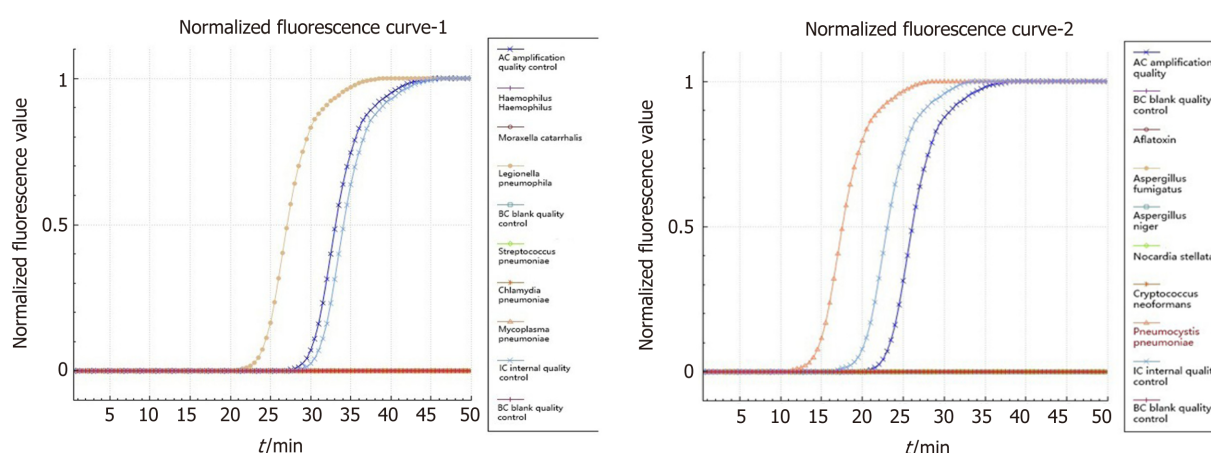 Normalized fluorescence curve-1
Normalized fluorescence value
1
0.5
0
5 10 15 20 25 30 35 40 45 50
t/min
AC amplification
quality control
Haemophilus
Haemophilus
Moraxella catarrhalis
Legionella
pneumophila
BC blank quality
control
Streptococcus
pneumoniae
Chlamydia
pneumoniae
Mycoplasma
pneumoniae
IC internal quality
control
BC blank quality
control
Normalized fluorescence curve-2
Normalized fluorescence value
1
0.5
0
5 10 15 20 25 30 35 40 45 50
t/min
AC amplification
quality
BC blank quality
control
Aflatoxin
Aspergillus
fumigatus
Aspergillus
niger
Nocardia stellata
Cryptococcus
neoformans
Pneumocystis
pneumoniae
IC internal quality
control
BC blank quality
control